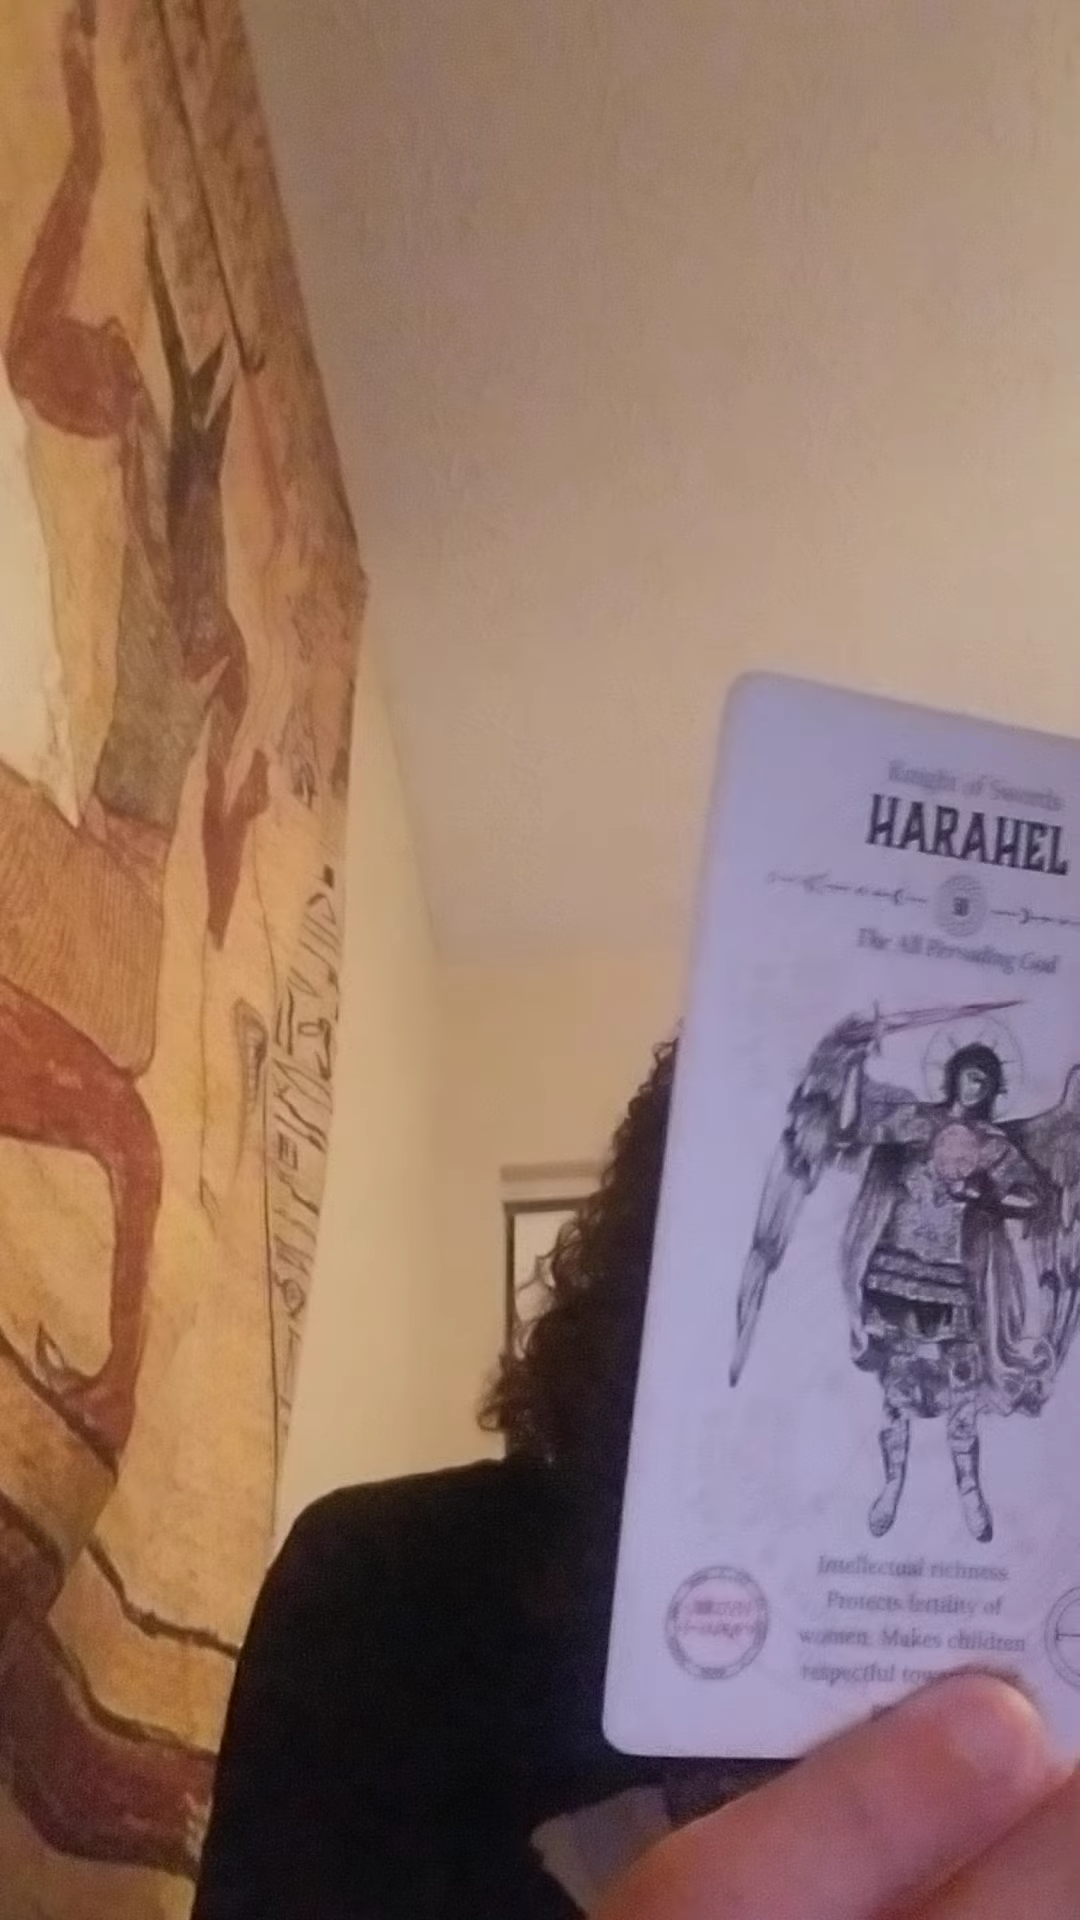 Knight of Swords
HARAHEL
The All Pervading God
Intellectual richness.
Protects fertility of
women. Makes children
respectful